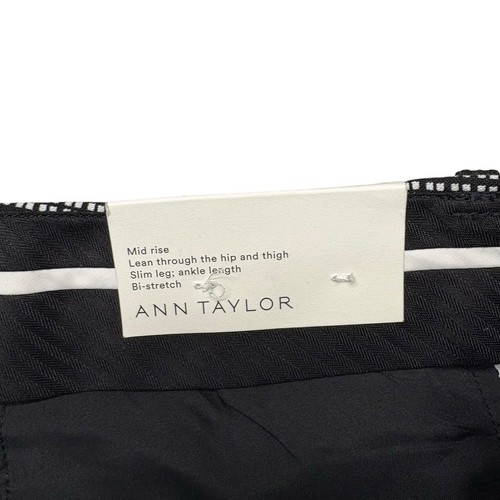 Mid rise
Lean through the hip and thigh
Slim leg; ankle length
Bi-stretch
ANN TAYLOR